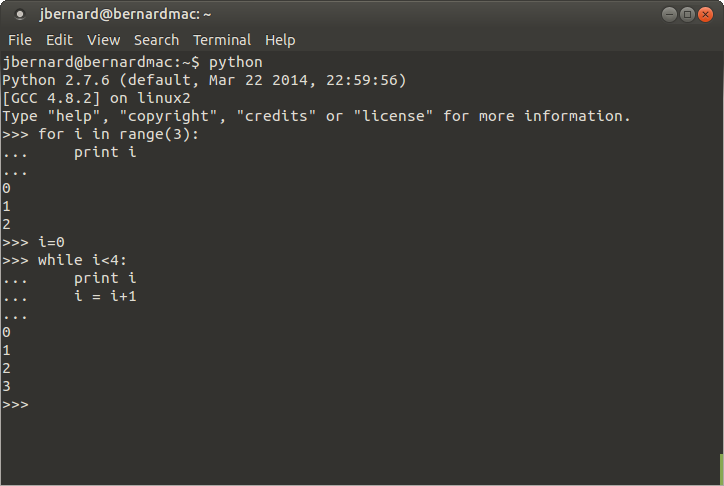 jbernard@bernardmac: ~
File Edit View Search Terminal Help
jbernard@bernardmac:~$ python
Python 2.7.6 (default, Mar 22 2014, 22:59:56)
[GCC 4.8.2] on linux2
Type "help", "copyright", "credits" or "license" for more information.
>>> for i in range(3):
...     print i
...
0
1
2
>>> i=0
>>> while i<4:
...     print i
...     i = i+1
...
0
1
2
3
>>>